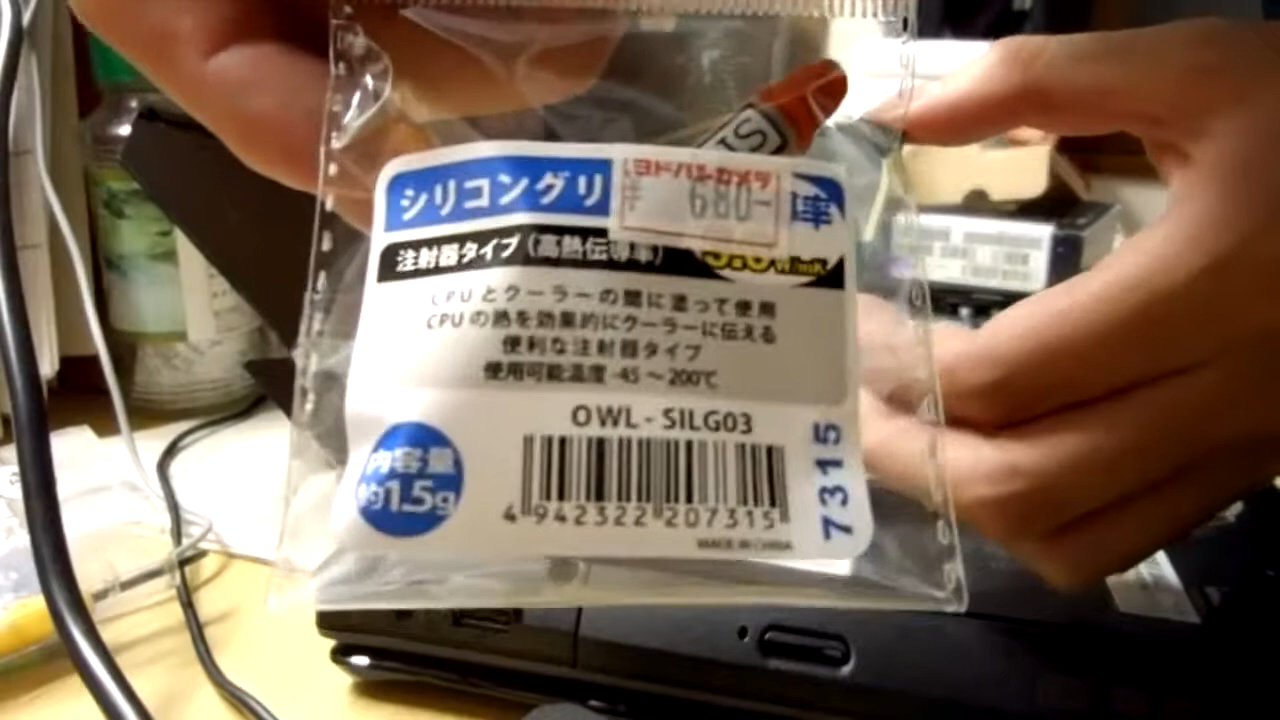 シリコングリ
ヨドバシカメラ
680-
率
注射器タイプ(高熱伝導率)
W/mK
CPUとクーラーの間に塗って使用
CPUの熱を効果的にクーラーに伝える
便利な注射器タイプ
使用可能温度 -45 ～ 200℃
OWL-SILG03
内容量
約1.5g
4 942322 207315
7315
MADE IN CHINA